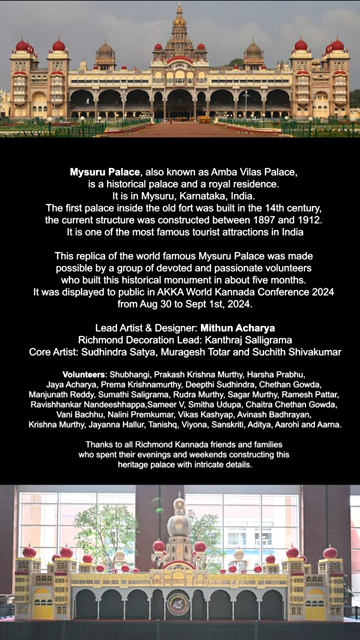 Mysuru Palace, also known as Amba Vilas Palace,
is a historical palace and a royal residence.
It is in Mysuru, Karnataka, India.
The first palace inside the old fort was built in the 14th century,
the current structure was constructed between 1897 and 1912.
It is one of the most famous tourist attractions in India
This replica of the world famous Mysuru Palace was made
possible by a group of devoted and passionate volunteers
who built this historical monument in about five months.
It was displayed to public in AKKA World Kannada Conference 2024
from Aug 30 to Sept 1st, 2024.
Lead Artist & Designer: Mithun Acharya
Richmond Decoration Lead: Kanthraj Salligrama
Core Artist: Sudhindra Satya, Muragesh Totar and Suchith Shivakumar
Volunteers: Shubhangi, Prakash Krishna Murthy, Harsha Prabhu,
Jaya Acharya, Prema Krishnamurthy, Deepthi Sudhindra, Chethan Gowda,
Manjunath Reddy, Sumathi Saligrama, Rudra Murthy, Sagar Murthy, Ramesh Pattar,
Ravishhankar Nandeeshhappa,Sameer V, Smitha Udupa, Chaitra Chethan Gowda,
Vani Bachhu, Nalini Premkumar, Vikas Kashyap, Avinash Badhrayan,
Krishna Murthy, Jayanna Hallur, Tanishq, Viyona, Sanskriti, Aditya, Aarohi and Aarna.
Thanks to all Richmond Kannada friends and families
who spent their evenings and weekends constructing this
heritage palace with intricate details.